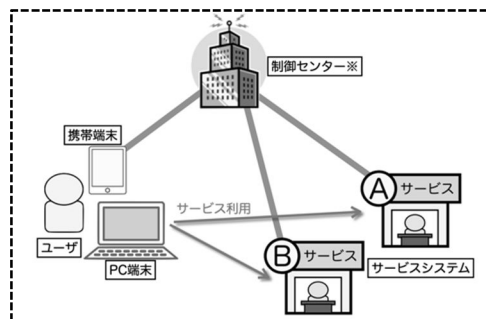 制御センター※
携帯端末
A サービス
サービス利用
ユーザ
PC端末
B サービス
サービスシステム